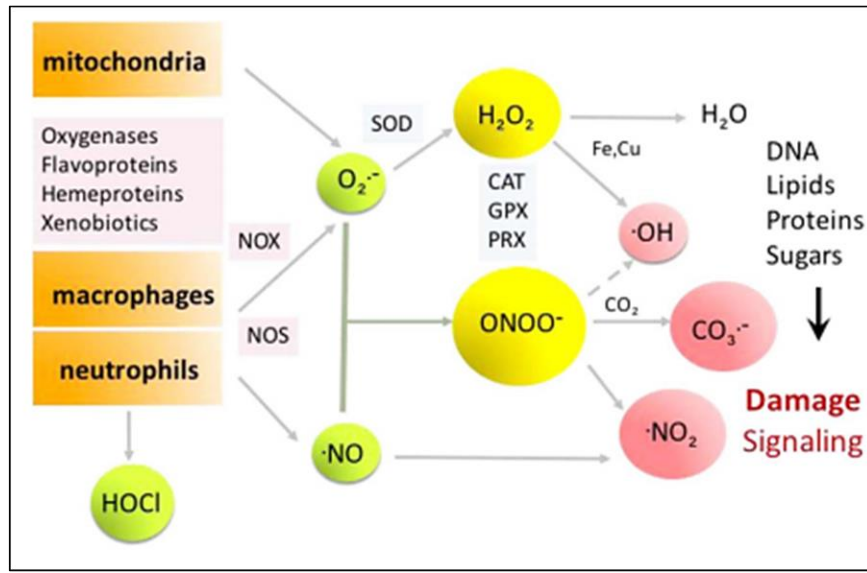 mitochondria
Oxygenases
Flavoproteins
Hemeproteins
Xenobiotics
macrophages
neutrophils
HOCl
NOX
NOS
O₂·⁻
·NO
SOD
H₂O₂
CAT
GPX
PRX
ONOO⁻
H₂O
Fe,Cu
·OH
CO₂
CO₃·⁻
·NO₂
DNA
Lipids
Proteins
Sugars
Damage
Signaling